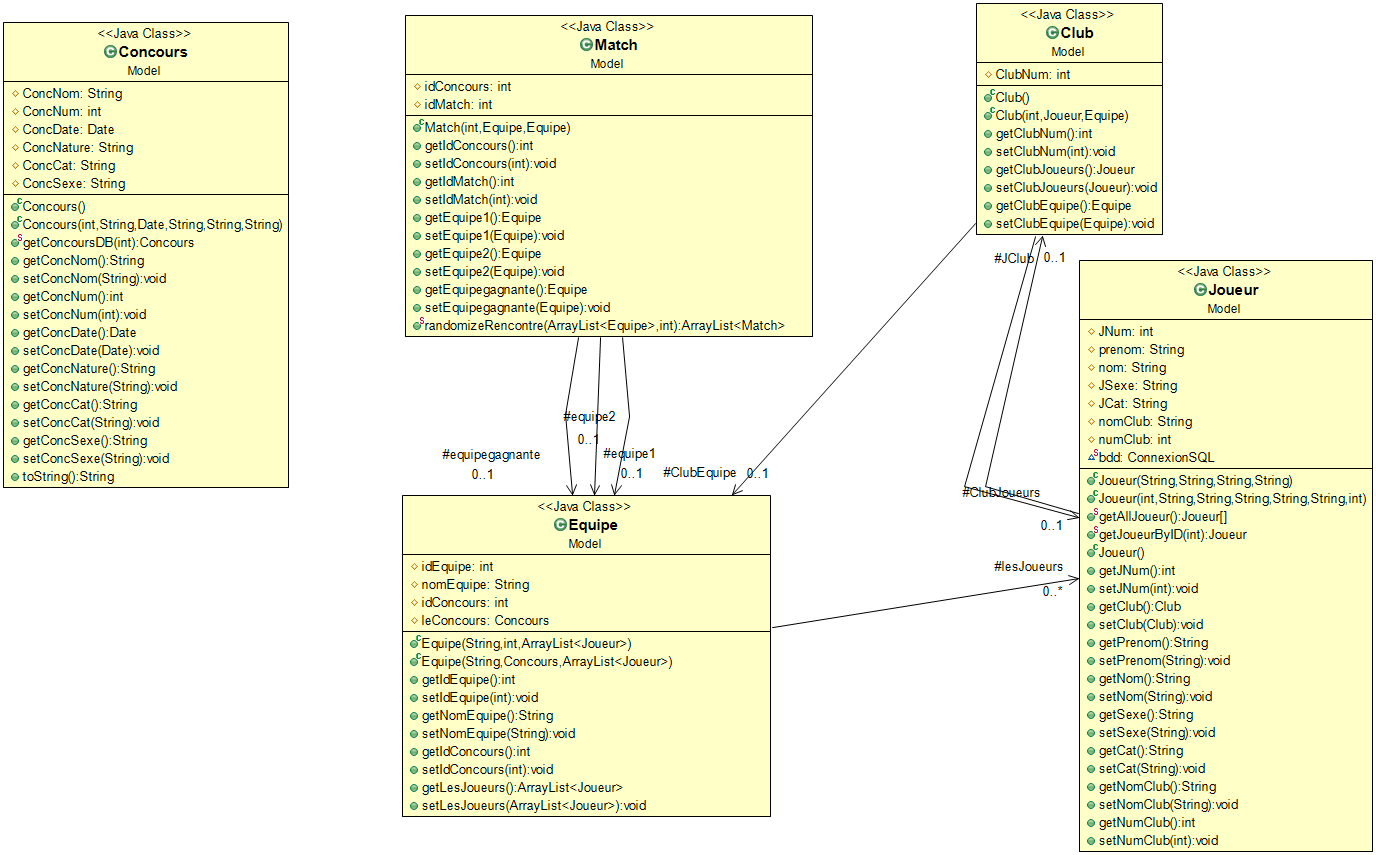 <<Java Class>>
Concours
Model
ConcNom: String
ConcNum: int
ConcDate: Date
ConcNature: String
ConcCat: String
ConcSexe: String
Concours()
Concours(int,String,Date,String,String,String)
getConcoursDB(int):Concours
getConcNom():String
setConcNom(String):void
getConcNum():int
setConcNum(int):void
getConcDate():Date
setConcDate(Date):void
getConcNature():String
setConcNature(String):void
getConcCat():String
setConcCat(String):void
getConcSexe():String
setConcSexe(String):void
toString():String
<<Java Class>>
Match
Model
idConcours: int
idMatch: int
Match(int,Equipe,Equipe)
getIdConcours():int
setIdConcours(int):void
getIdMatch():int
setIdMatch(int):void
getEquipe1():Equipe
setEquipe1(Equipe):void
getEquipe2():Equipe
setEquipe2(Equipe):void
getEquipegagnante():Equipe
setEquipegagnante(Equipe):void
randomizeRencontre(ArrayList<Equipe>,int):ArrayList<Match>
<<Java Class>>
Club
Model
ClubNum: int
Club()
Club(int,Joueur,Equipe)
getClubNum():int
setClubNum(int):void
getClubJoueurs():Joueur
setClubJoueurs(Joueur):void
getClubEquipe():Equipe
setClubEquipe(Equipe):void
#JClub
0..1
#equipe2
0..1
#equipegagnante
0..1
#equipe1
0..1
#ClubEquipe
0..1
#ClubJoueurs
0..1
#lesJoueurs
0..*
<<Java Class>>
Equipe
Model
idEquipe: int
nomEquipe: String
idConcours: int
leConcours: Concours
Equipe(String,int,ArrayList<Joueur>)
Equipe(String,Concours,ArrayList<Joueur>)
getIdEquipe():int
setIdEquipe(int):void
getNomEquipe():String
setNomEquipe(String):void
getIdConcours():int
setIdConcours(int):void
getLesJoueurs():ArrayList<Joueur>
setLesJoueurs(ArrayList<Joueur>):void
<<Java Class>>
Joueur
Model
JNum: int
prenom: String
nom: String
JSexe: String
JCat: String
nomClub: String
numClub: int
bdd: ConnexionSQL
Joueur(String,String,String,String)
Joueur(int,String,String,String,String,String,int)
getAllJoueur():Joueur[]
getJoueurByID(int):Joueur
Joueur()
getJNum():int
setJNum(int):void
getClub():Club
setClub(Club):void
getPrenom():String
setPrenom(String):void
getNom():String
setNom(String):void
getSexe():String
setSexe(String):void
getCat():String
setCat(String):void
getNomClub():String
setNomClub(String):void
getNumClub():int
setNumClub(int):void